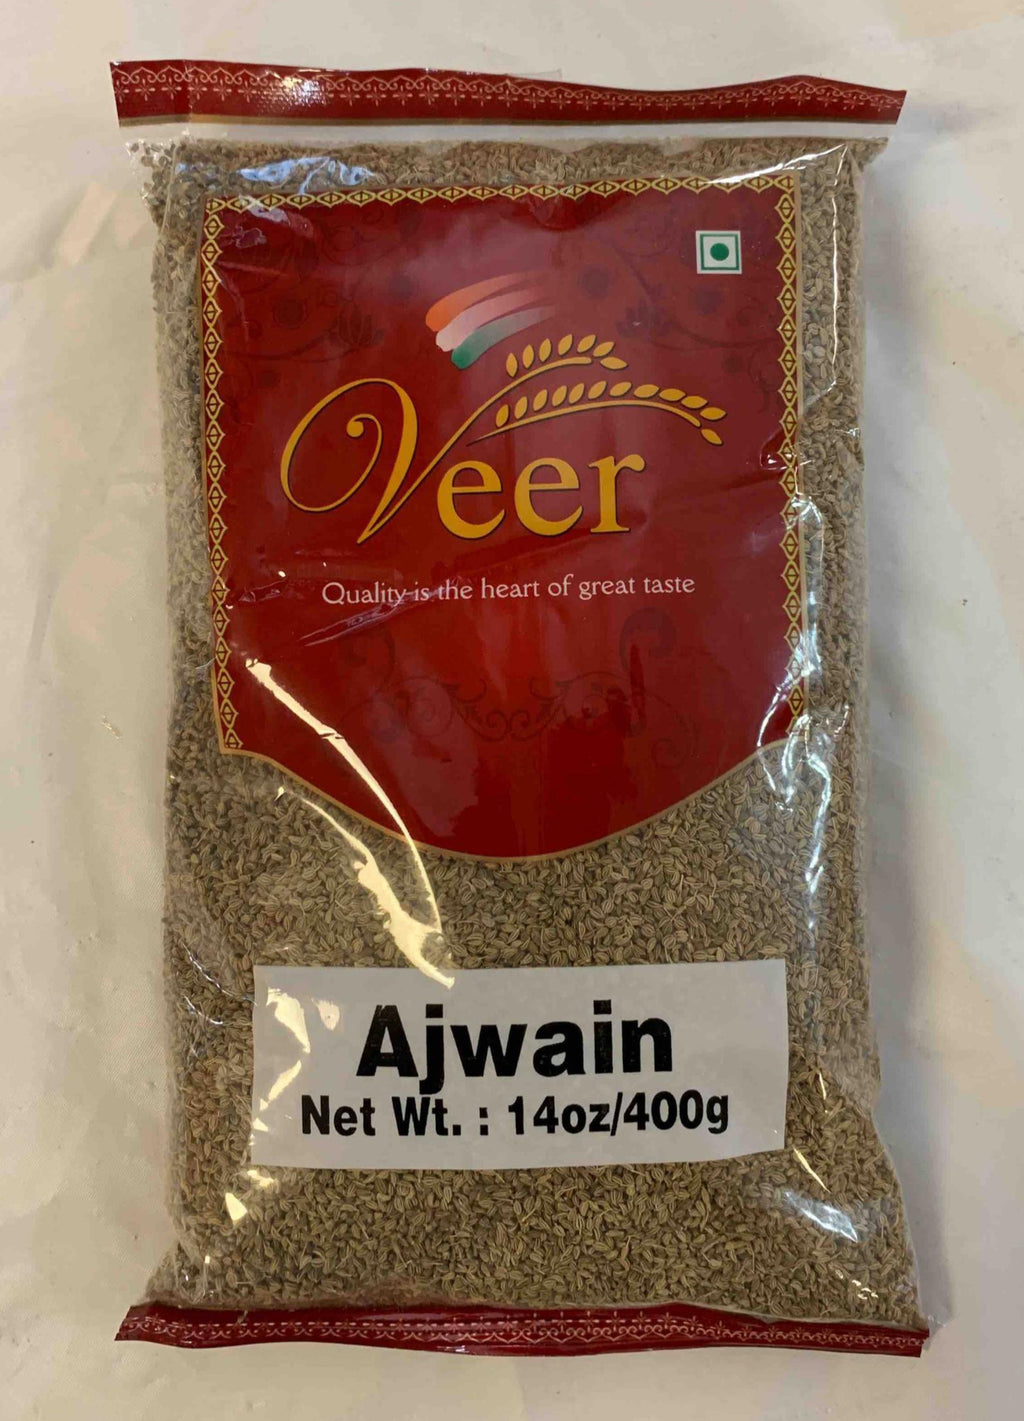 Veer
Quality is the heart of great taste
Ajwain
Net Wt. : 14oz/400g